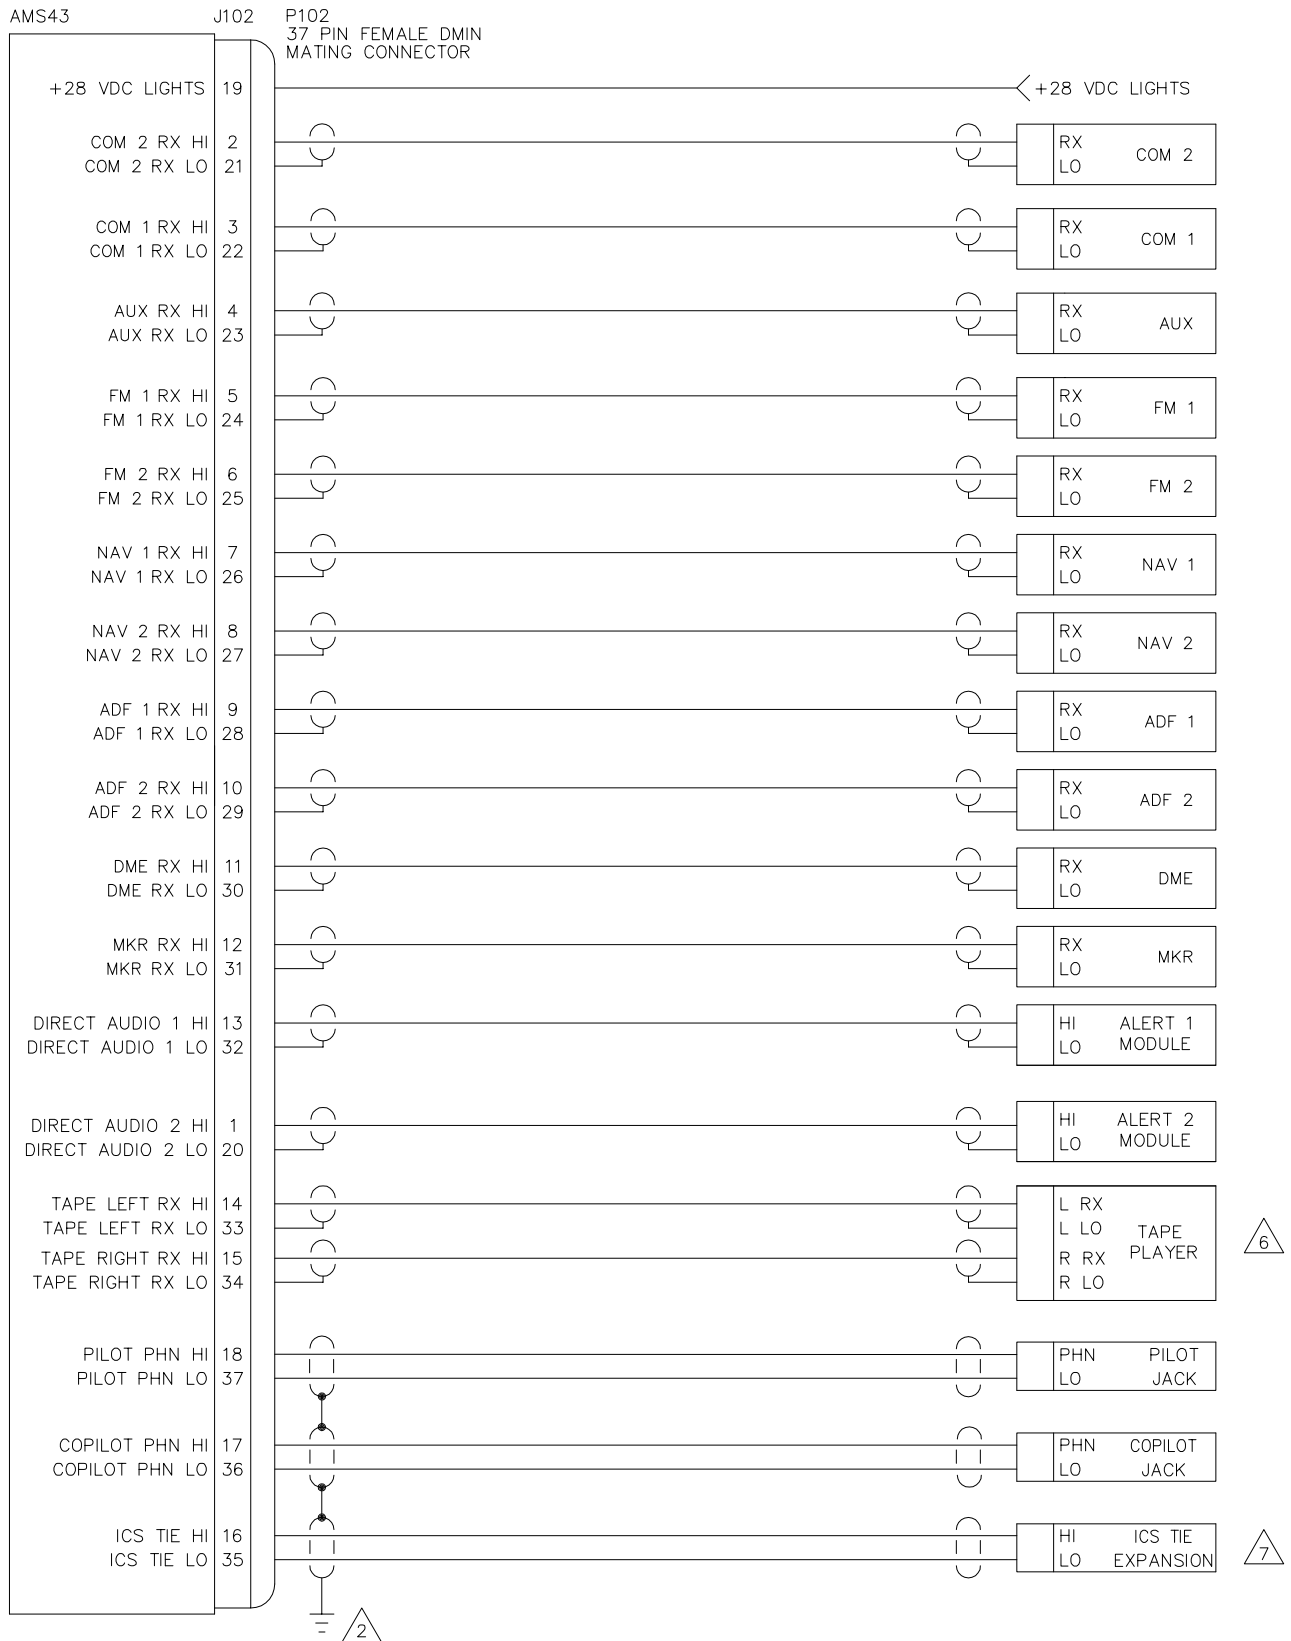 AMS43 J102 P102
37 PIN FEMALE DMIN
MATING CONNECTOR
+28 VDC LIGHTS 19 +28 VDC LIGHTS
COM 2 RX HI 2 RX COM 2
COM 2 RX LO 21 LO
COM 1 RX HI 3 RX COM 1
COM 1 RX LO 22 LO
AUX RX HI 4 RX AUX
AUX RX LO 23 LO
FM 1 RX HI 5 RX FM 1
FM 1 RX LO 24 LO
FM 2 RX HI 6 RX FM 2
FM 2 RX LO 25 LO
NAV 1 RX HI 7 RX NAV 1
NAV 1 RX LO 26 LO
NAV 2 RX HI 8 RX NAV 2
NAV 2 RX LO 27 LO
ADF 1 RX HI 9 RX ADF 1
ADF 1 RX LO 28 LO
ADF 2 RX HI 10 RX ADF 2
ADF 2 RX LO 29 LO
DME RX HI 11 RX DME
DME RX LO 30 LO
MKR RX HI 12 RX MKR
MKR RX LO 31 LO
DIRECT AUDIO 1 HI 13 HI ALERT 1
DIRECT AUDIO 1 LO 32 LO MODULE
DIRECT AUDIO 2 HI 1 HI ALERT 2
DIRECT AUDIO 2 LO 20 LO MODULE
TAPE LEFT RX HI 14 L RX
TAPE LEFT RX LO 33 L LO TAPE 6
TAPE RIGHT RX HI 15 R RX PLAYER
TAPE RIGHT RX LO 34 R LO
PILOT PHN HI 18 PHN PILOT
PILOT PHN LO 37 LO JACK
COPILOT PHN HI 17 PHN COPILOT
COPILOT PHN LO 36 LO JACK
ICS TIE HI 16 HI ICS TIE
ICS TIE LO 35 LO EXPANSION 7
2